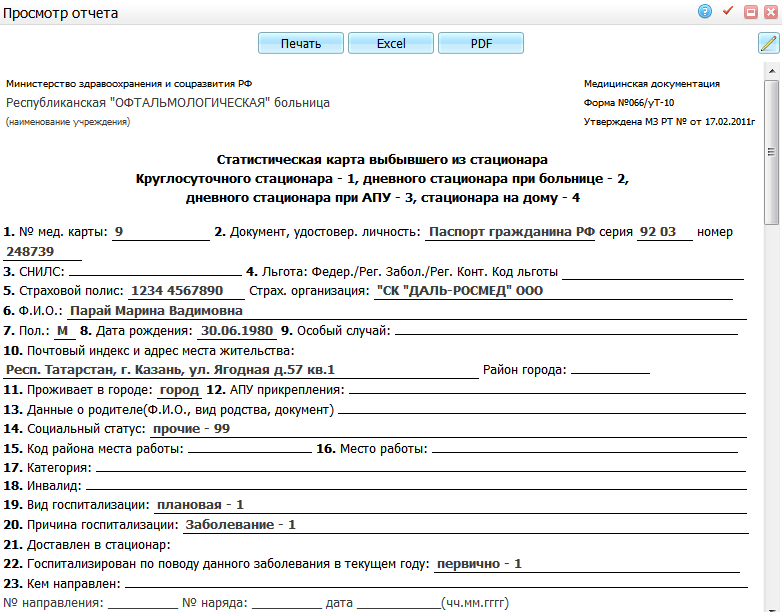 Просмотр отчета
Печать Excel PDF
Министерство здравоохранения и соцразвития РФ Медицинская документация
Республиканская "ОФТАЛЬМОЛОГИЧЕСКАЯ" больница Форма №066/уТ-10
(наименование учреждения) Утверждена МЗ РТ № от 17.02.2011г
Статистическая карта выбывшего из стационара
Круглосуточного стационара - 1, дневного стационара при больнице - 2,
дневного стационара при АПУ - 3, стационара на дому - 4
1. № мед. карты: 9 2. Документ, удостовер. личность: Паспорт гражданина РФ серия 92 03 номер
248739
3. СНИЛС: 4. Льгота: Федер./Рег. Забол./Рег. Конт. Код льготы
5. Страховой полис: 1234 4567890 Страх. организация: "СК "ДАЛЬ-РОСМЕД" ООО
6. Ф.И.О.: Парай Марина Вадимовна
7. Пол.: М 8. Дата рождения: 30.06.1980 9. Особый случай:
10. Почтовый индекс и адрес места жительства:
Респ. Татарстан, г. Казань, ул. Ягодная д.57 кв.1 Район города:
11. Проживает в городе: город 12. АПУ прикрепления:
13. Данные о родителе(Ф.И.О., вид родства, документ)
14. Социальный статус: прочие - 99
15. Код района места работы: 16. Место работы:
17. Категория:
18. Инвалид:
19. Вид госпитализации: плановая - 1
20. Причина госпитализации: Заболевание - 1
21. Доставлен в стационар:
22. Госпитализирован по поводу данного заболевания в текущем году: первично - 1
23. Кем направлен:
№ направления: ___________ № наряда: ___________ дата _____________(чч.мм.гггг)